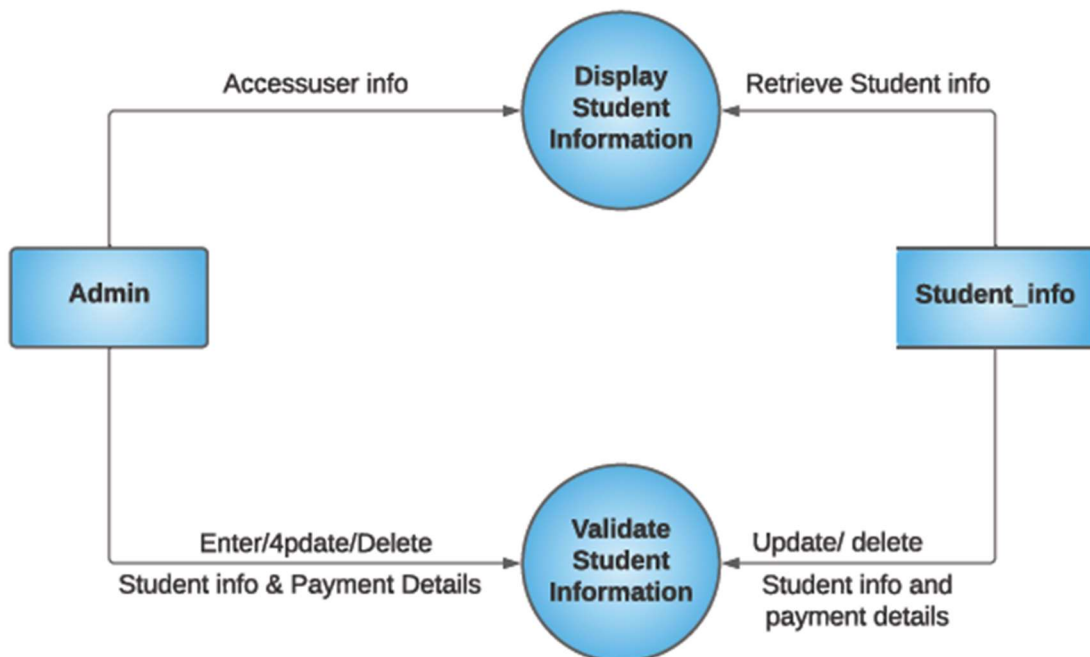 Display
Student
Information
Accessuser info
Retrieve Student info
Admin
Student_info
Validate
Student
Information
Enter/4pdate/Delete
Student info & Payment Details
Update/ delete
Student info and
payment details